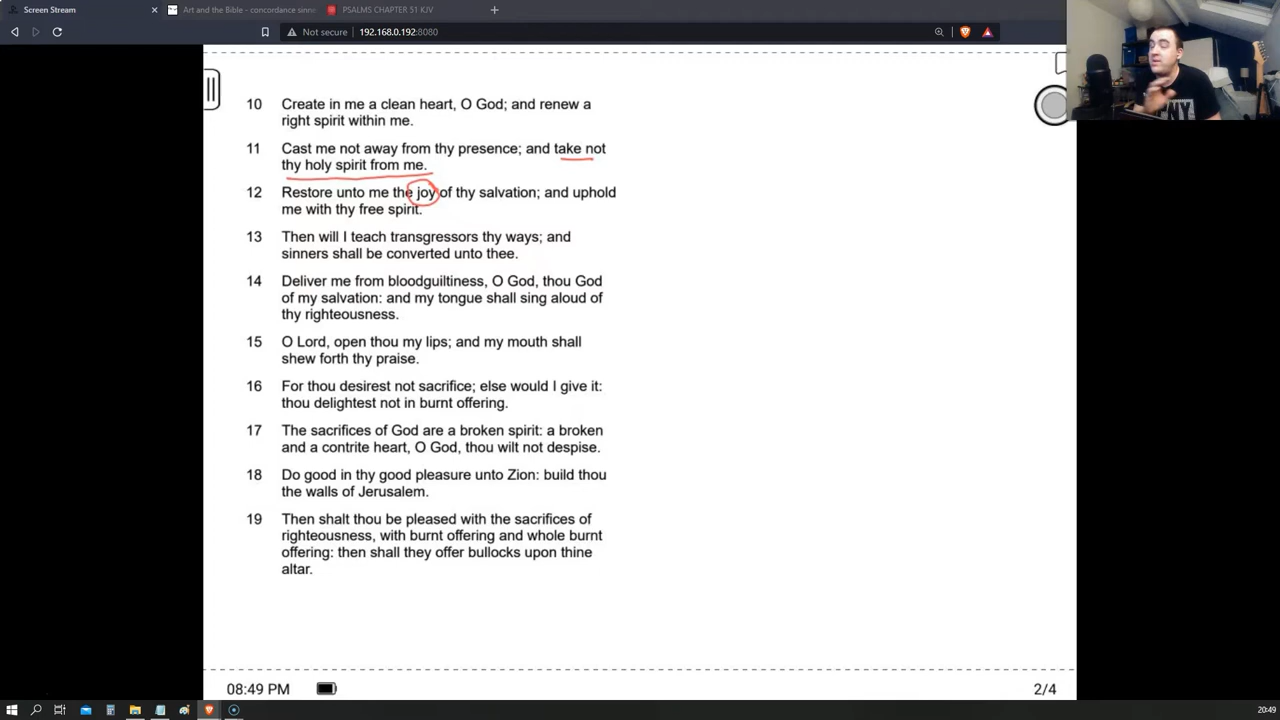 Screen Stream
Art and the Bible - concordance sinn
PSALMS CHAPTER 51 KJV
Not secure
192.168.0.192:8080
10 Create in me a clean heart, O God; and renew a
right spirit within me.
11 Cast me not away from thy presence; and take not
thy holy spirit from me.
12 Restore unto me the joy of thy salvation; and uphold
me with thy free spirit.
13 Then will I teach transgressors thy ways; and
sinners shall be converted unto thee.
14 Deliver me from bloodguiltiness, O God, thou God
of my salvation: and my tongue shall sing aloud of
thy righteousness.
15 O Lord, open thou my lips; and my mouth shall
shew forth thy praise.
16 For thou desirest not sacrifice; else would I give it:
thou delightest not in burnt offering.
17 The sacrifices of God are a broken spirit: a broken
and a contrite heart, O God, thou wilt not despise.
18 Do good in thy good pleasure unto Zion: build thou
the walls of Jerusalem.
19 Then shalt thou be pleased with the sacrifices of
righteousness, with burnt offering and whole burnt
offering: then shall they offer bullocks upon thine
altar.
08:49 PM
2/4
20:49